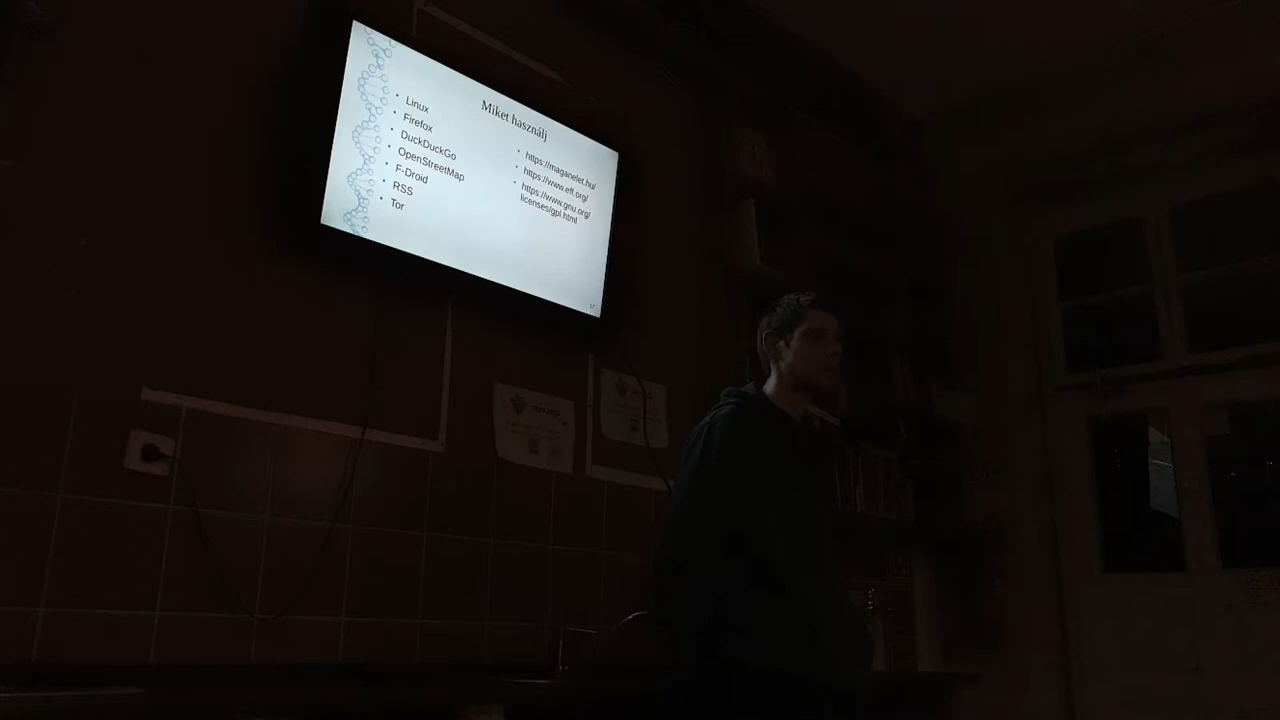 Miket használj
Linux
Firefox
DuckDuckGo
OpenStreetMap
F-Droid
RSS
Tor
https://maganelet.hu/
https://www.eff.org/
https://www.gnu.org/
licenses/gpl.html